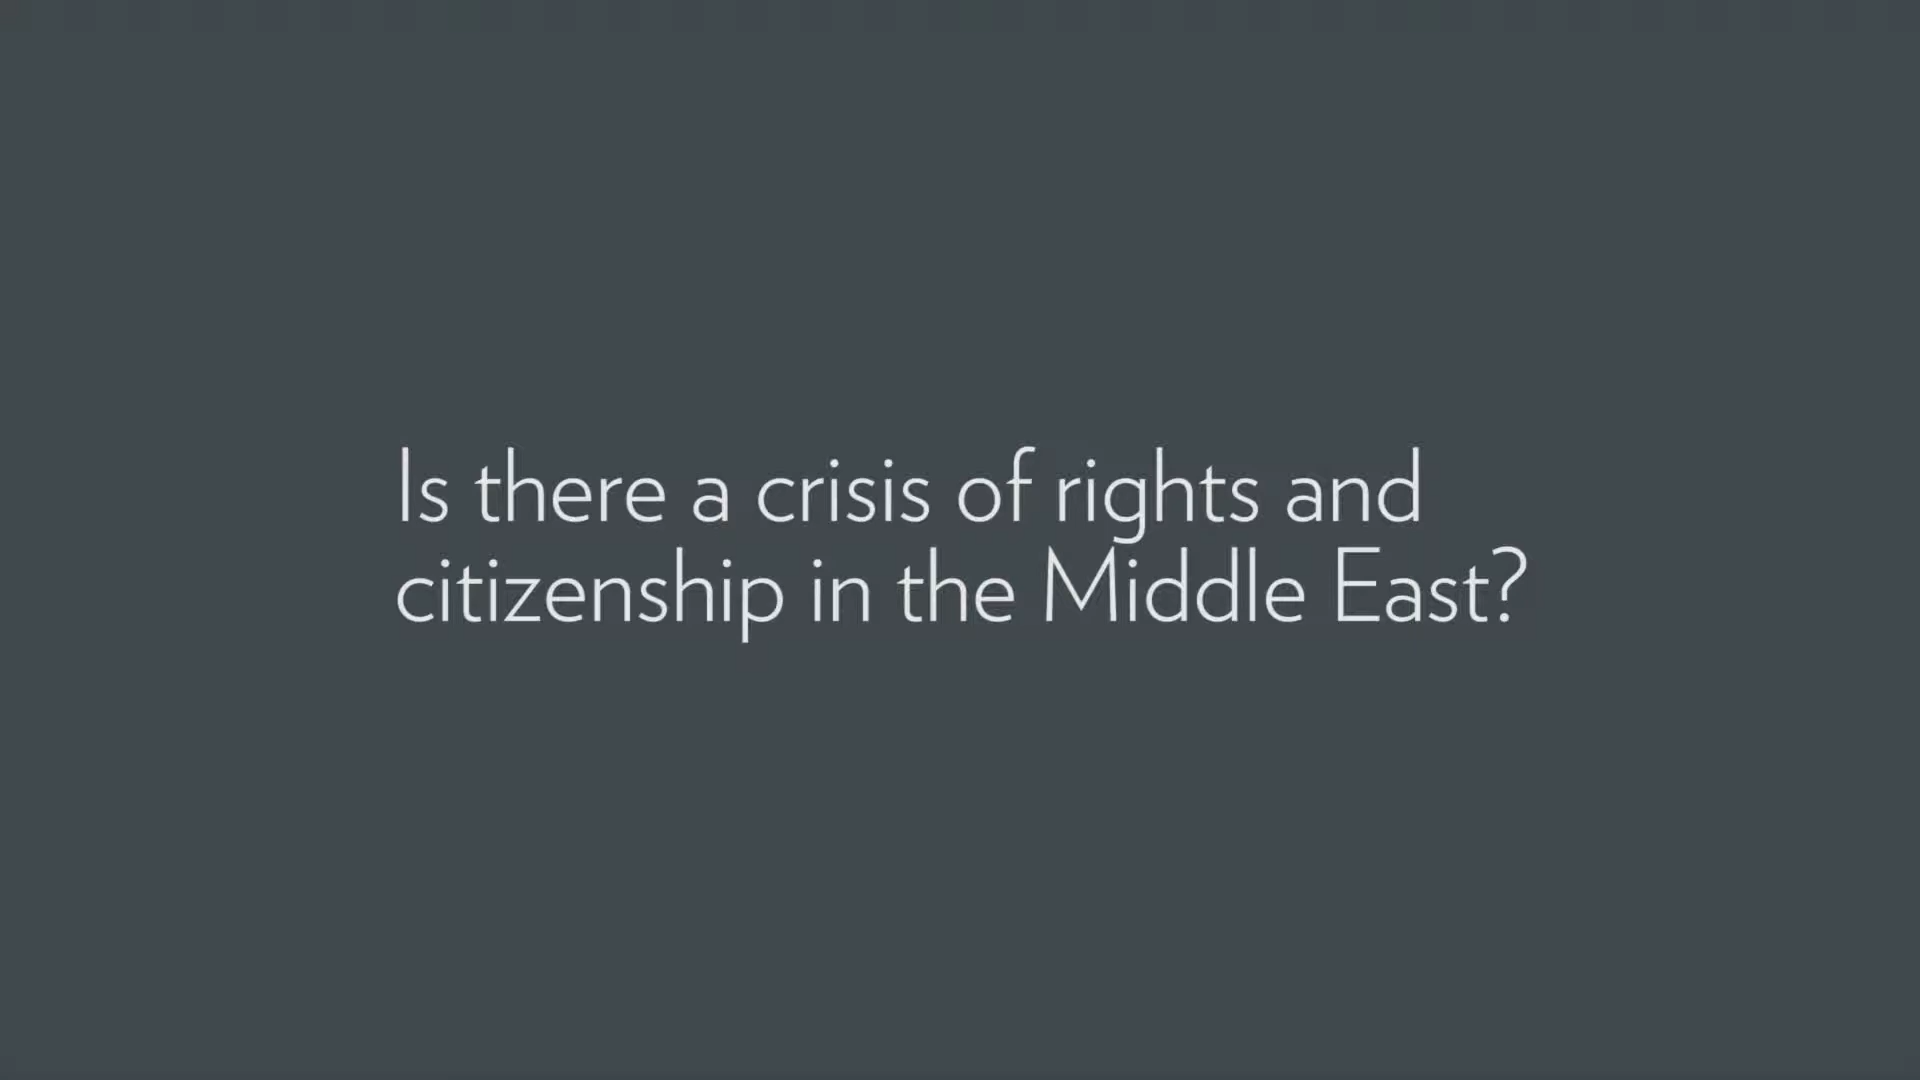 Is there a crisis of rights and
citizenship in the Middle East?